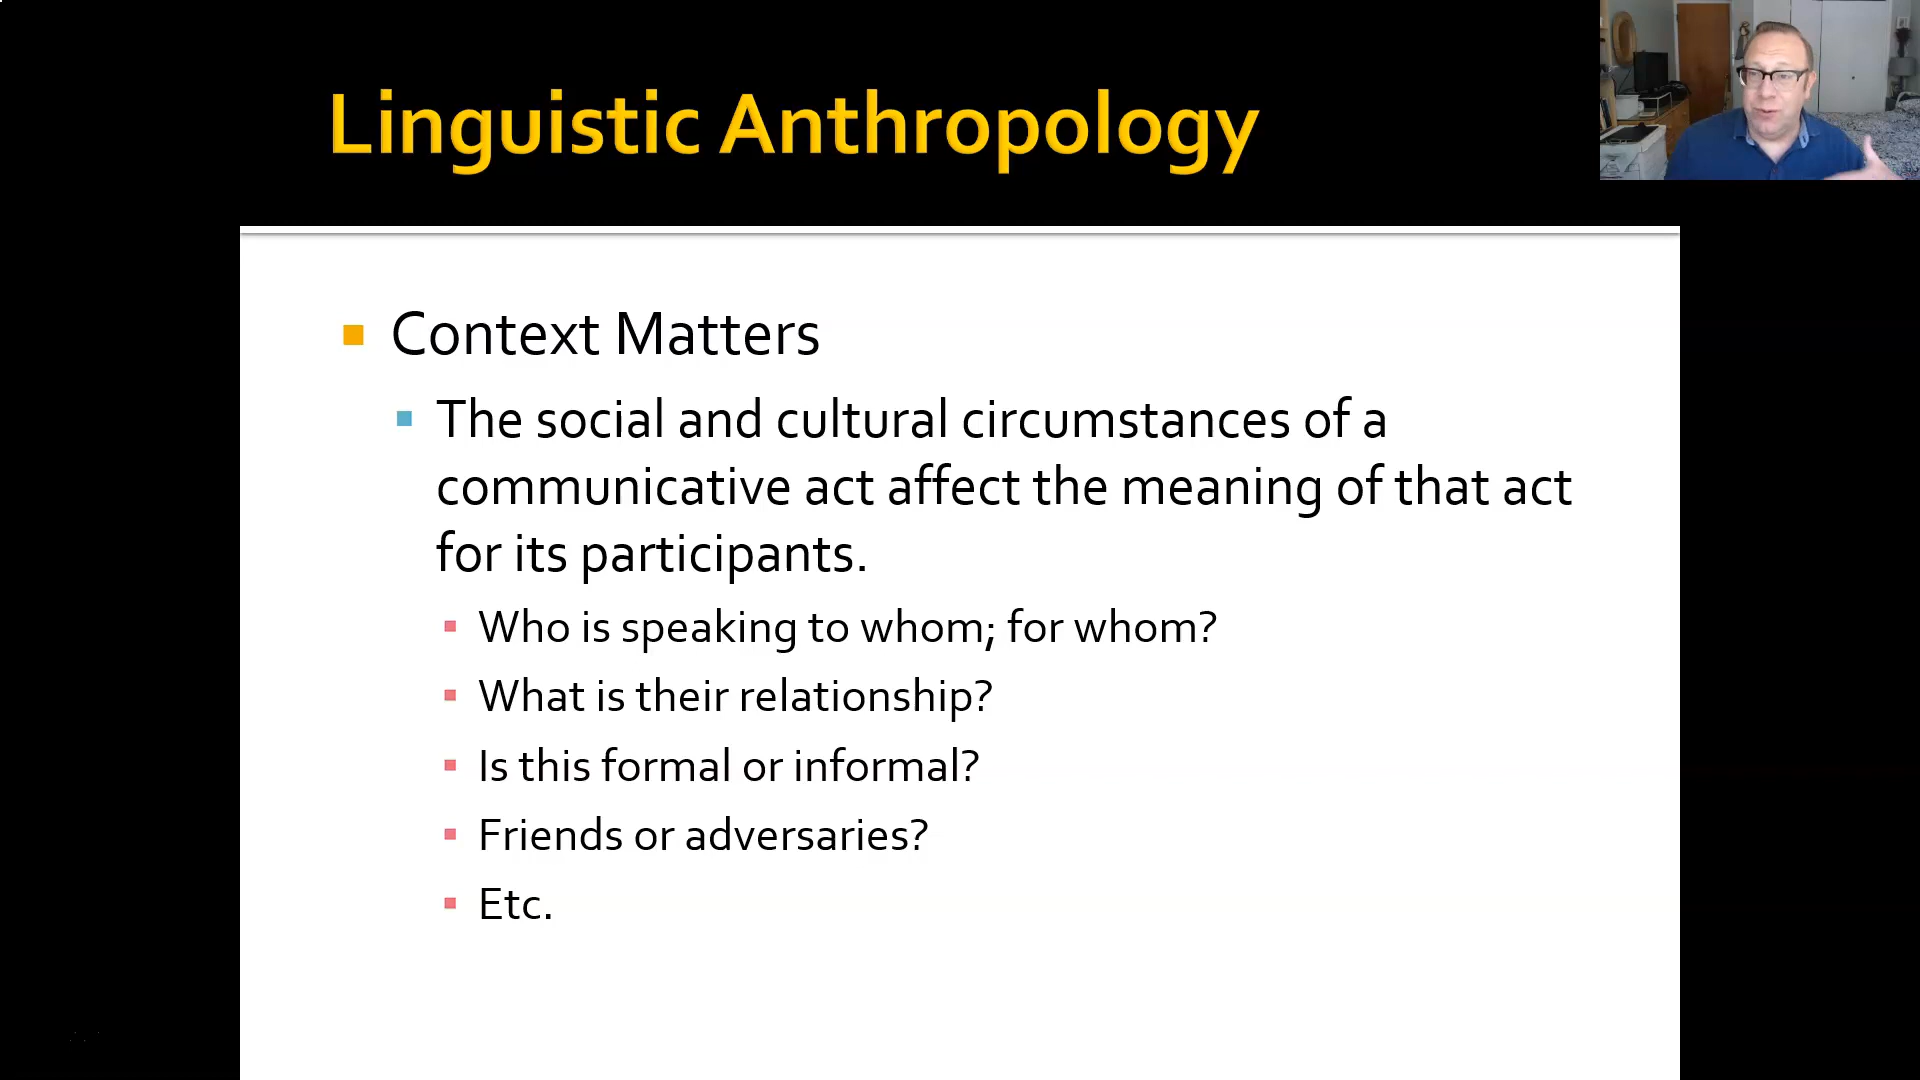 Linguistic Anthropology
Context Matters
The social and cultural circumstances of a
communicative act affect the meaning of that act
for its participants.
Who is speaking to whom; for whom?
What is their relationship?
Is this formal or informal?
Friends or adversaries?
Etc.